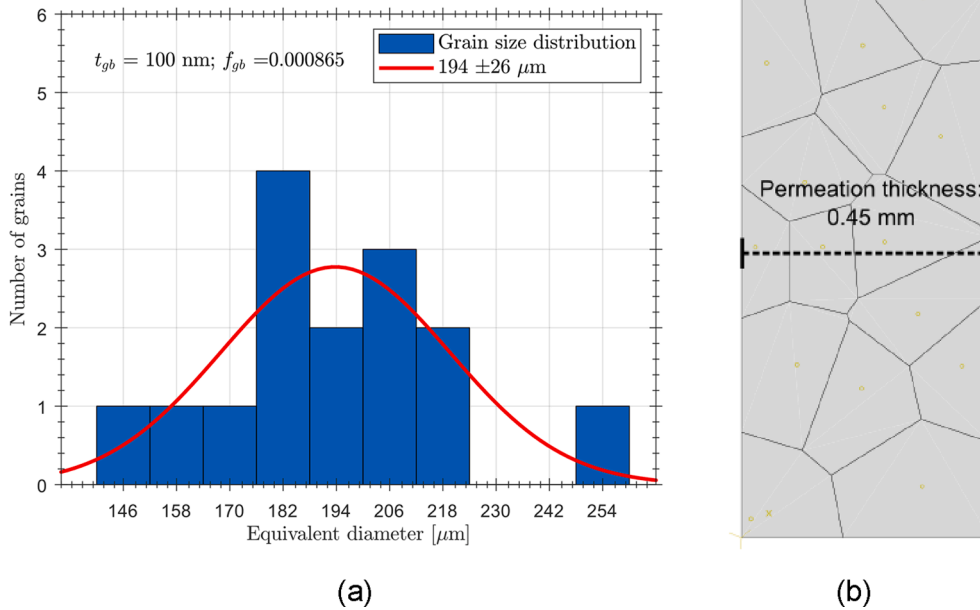 6
5
4
3
2
1
0
Number of grains
t_gb = 100 nm; f_gb =0.000865
Grain size distribution
194 ±26 μm
146 158 170 182 194 206 218 230 242 254
Equivalent diameter [μm]
(a)
Permeation thickness:
0.45 mm
(b)